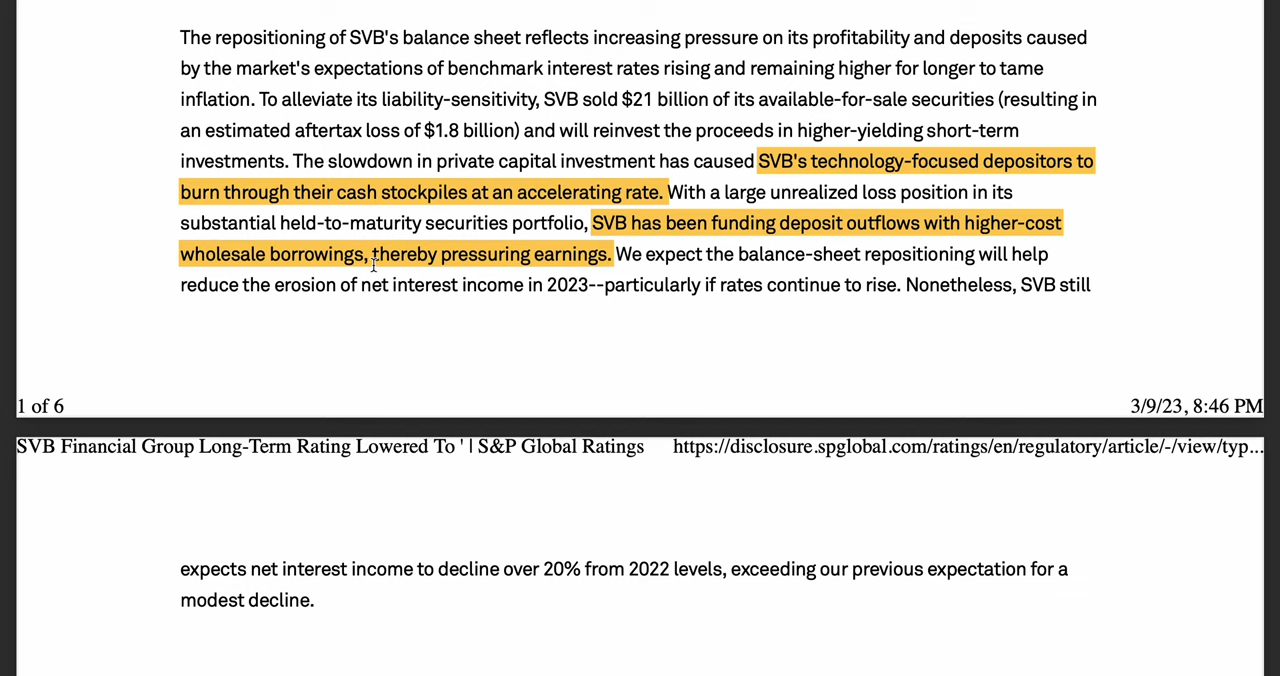 The repositioning of SVB's balance sheet reflects increasing pressure on its profitability and deposits caused
by the market's expectations of benchmark interest rates rising and remaining higher for longer to tame
inflation. To alleviate its liability-sensitivity, SVB sold $21 billion of its available-for-sale securities (resulting in
an estimated aftertax loss of $1.8 billion) and will reinvest the proceeds in higher-yielding short-term
investments. The slowdown in private capital investment has caused SVB's technology-focused depositors to
burn through their cash stockpiles at an accelerating rate. With a large unrealized loss position in its
substantial held-to-maturity securities portfolio, SVB has been funding deposit outflows with higher-cost
wholesale borrowings, thereby pressuring earnings. We expect the balance-sheet repositioning will help
reduce the erosion of net interest income in 2023--particularly if rates continue to rise. Nonetheless, SVB still
1 of 6 3/9/23, 8:46 PM
SVB Financial Group Long-Term Rating Lowered To ' | S&P Global Ratings https://disclosure.spglobal.com/ratings/en/regulatory/article/-/view/typ...
expects net interest income to decline over 20% from 2022 levels, exceeding our previous expectation for a
modest decline.